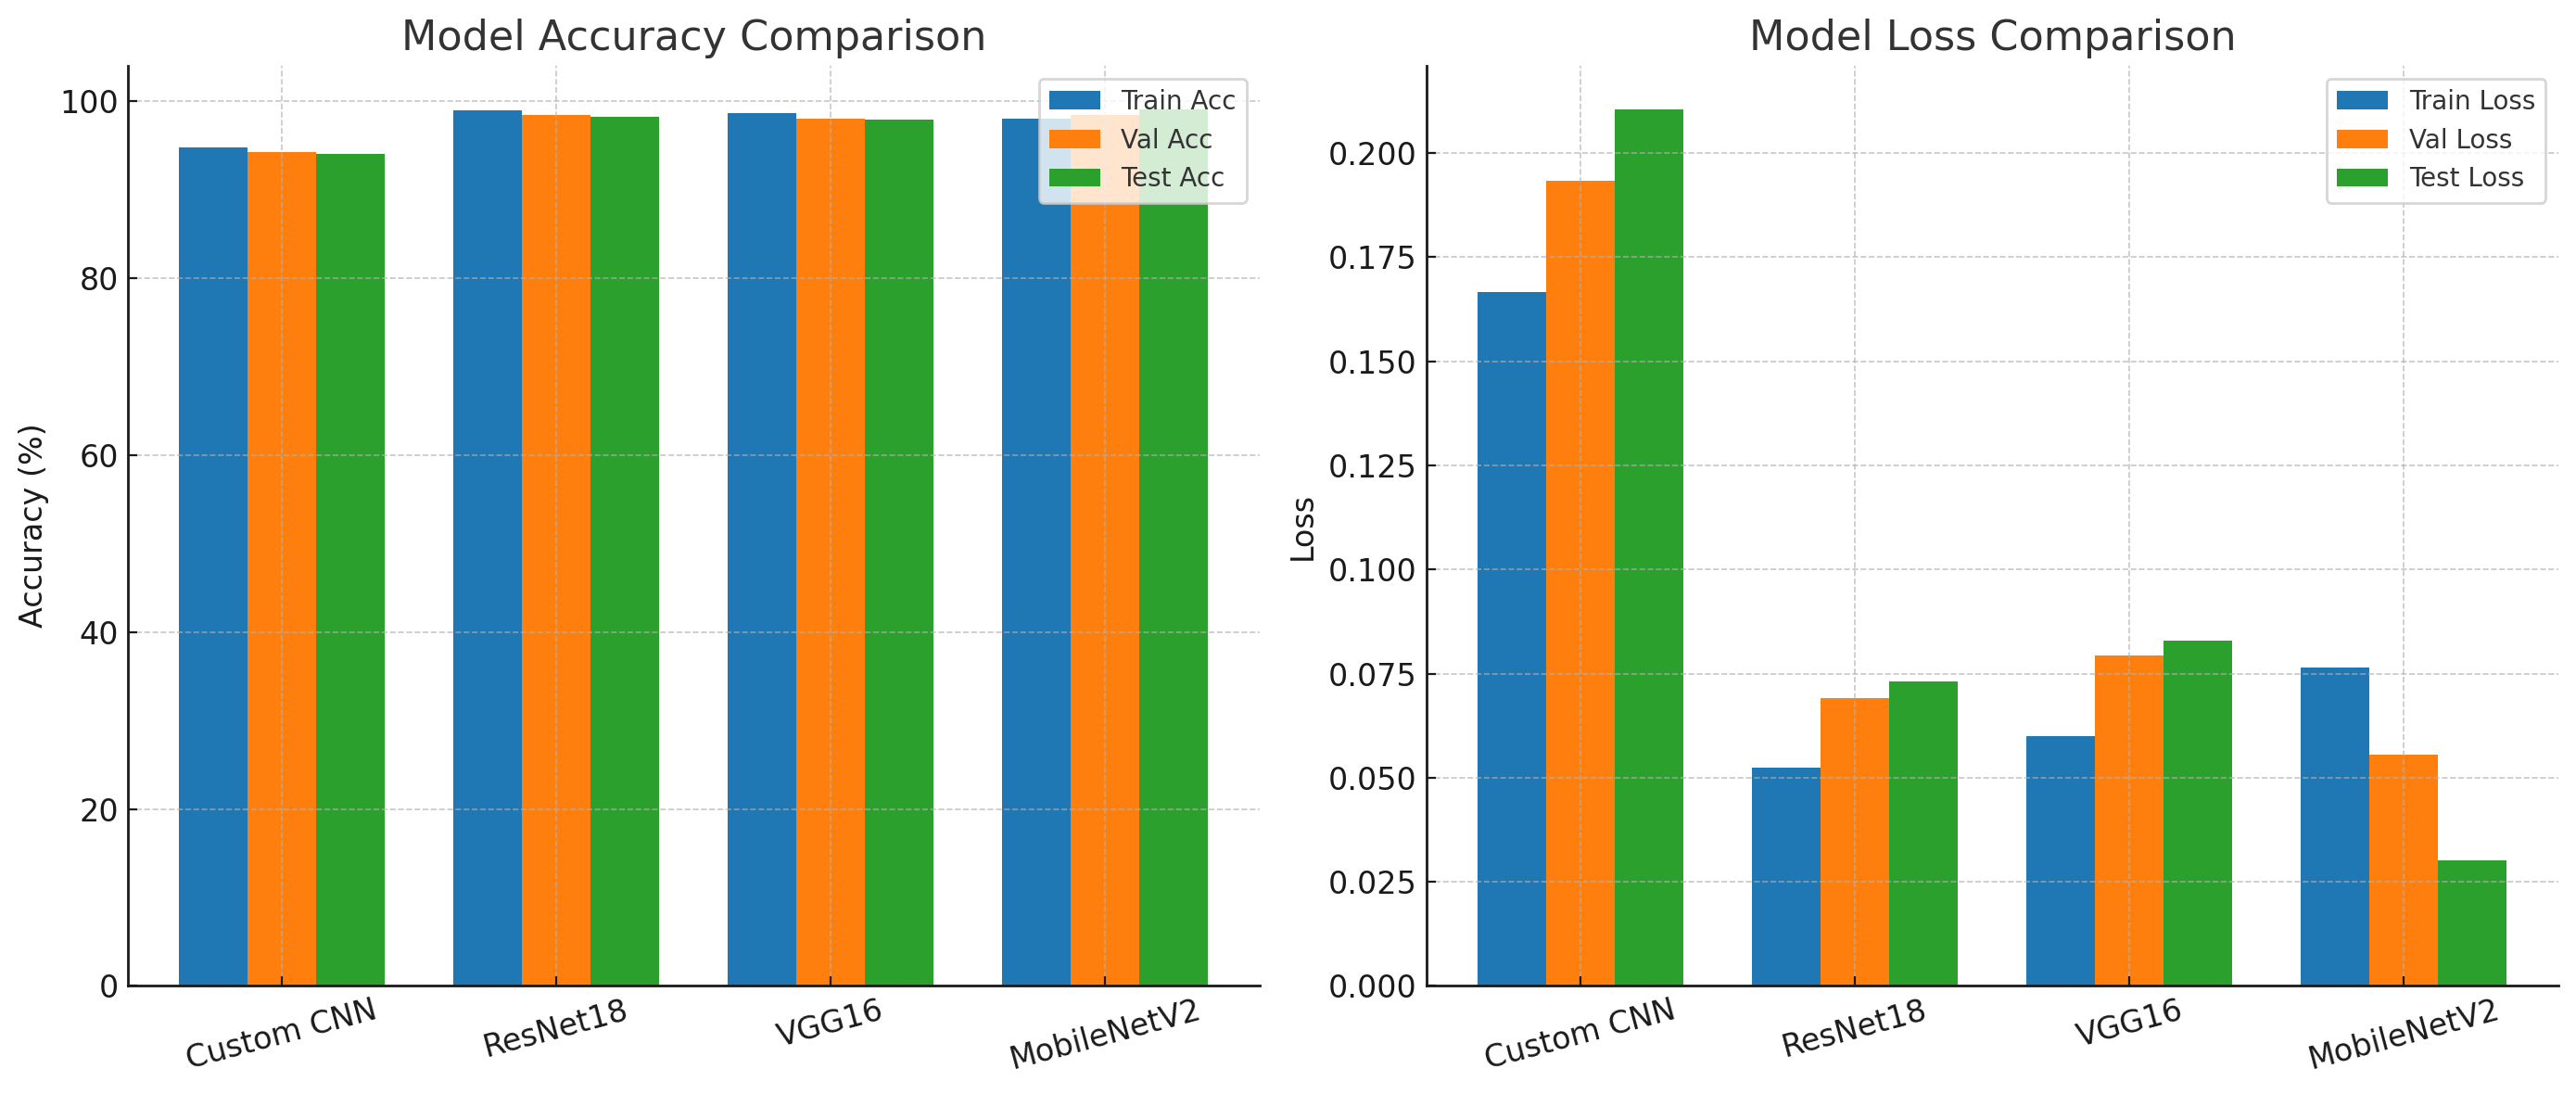 Model Accuracy Comparison
Accuracy (%)
100
80
60
40
20
0
Train Acc
Val Acc
Test Acc
Custom CNN
ResNet18
VGG16
MobileNetV2
Model Loss Comparison
Loss
0.200
0.175
0.150
0.125
0.100
0.075
0.050
0.025
0.000
Train Loss
Val Loss
Test Loss
Custom CNN
ResNet18
VGG16
MobileNetV2